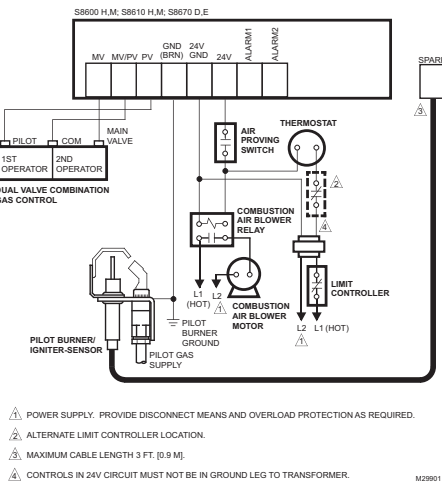 S8600 H,M; S8610 H,M; S8670 D,E
MV
MV/PV
PV
GND
(BRN)
24V
GND
24V
ALARM1
ALARM2
SPAR
3
PILOT
COM
MAIN
VALVE
1ST
OPERATOR
2ND
OPERATOR
DUAL VALVE COMBINATION
GAS CONTROL
AIR
PROVING
SWITCH
THERMOSTAT
2
4
COMBUSTION
AIR BLOWER
RELAY
L1
(HOT)
L2
1
COMBUSTION
AIR BLOWER
MOTOR
LIMIT
CONTROLLER
L2
1
L1 (HOT)
PILOT
BURNER
GROUND
PILOT BURNER/
IGNITER-SENSOR
PILOT GAS
SUPPLY
1 POWER SUPPLY. PROVIDE DISCONNECT MEANS AND OVERLOAD PROTECTION AS REQUIRED.
2 ALTERNATE LIMIT CONTROLLER LOCATION.
3 MAXIMUM CABLE LENGTH 3 FT. [0.9 M].
4 CONTROLS IN 24V CIRCUIT MUST NOT BE IN GROUND LEG TO TRANSFORMER.
M29901